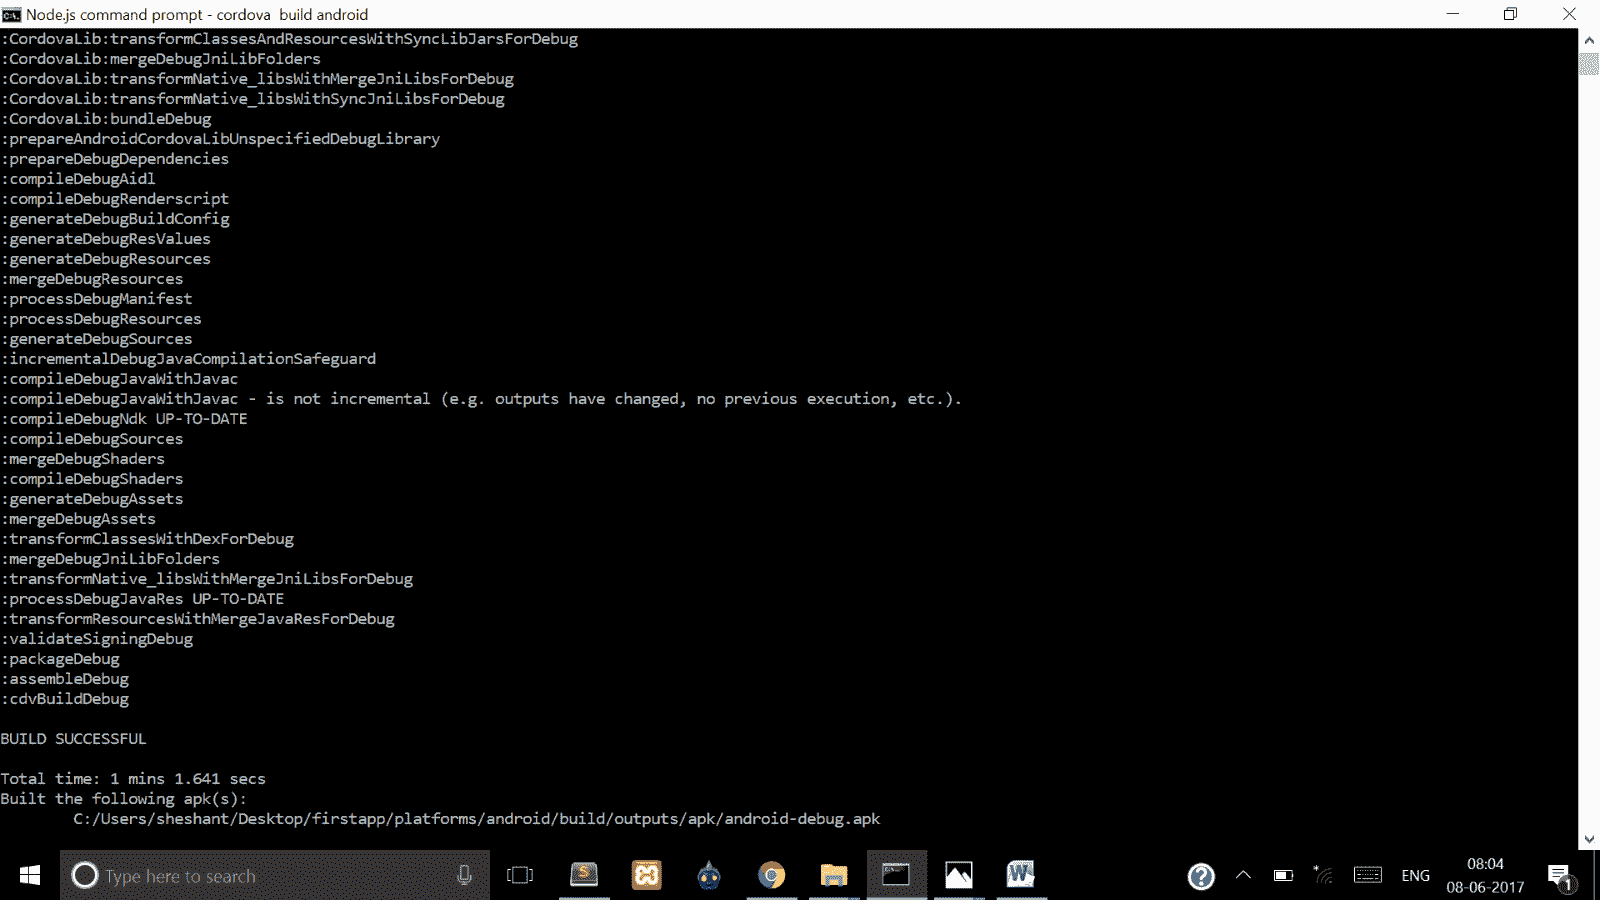 Node.js command prompt - cordova  build android
:CordovaLib:transformClassesAndResourcesWithSyncLibJarsForDebug
:CordovaLib:mergeDebugJniLibFolders
:CordovaLib:transformNative_libsWithMergeJniLibsForDebug
:CordovaLib:transformNative_libsWithSyncJniLibsForDebug
:CordovaLib:bundleDebug
:prepareAndroidCordovaLibUnspecifiedDebugLibrary
:prepareDebugDependencies
:compileDebugAidl
:compileDebugRenderscript
:generateDebugBuildConfig
:generateDebugResValues
:generateDebugResources
:mergeDebugResources
:processDebugManifest
:processDebugResources
:generateDebugSources
:incrementalDebugJavaCompilationSafeguard
:compileDebugJavaWithJavac
:compileDebugJavaWithJavac - is not incremental (e.g. outputs have changed, no previous execution, etc.).
:compileDebugNdk UP-TO-DATE
:compileDebugSources
:mergeDebugShaders
:compileDebugShaders
:generateDebugAssets
:mergeDebugAssets
:transformClassesWithDexForDebug
:mergeDebugJniLibFolders
:transformNative_libsWithMergeJniLibsForDebug
:processDebugJavaRes UP-TO-DATE
:transformResourcesWithMergeJavaResForDebug
:validateSigningDebug
:packageDebug
:assembleDebug
:cdvBuildDebug
BUILD SUCCESSFUL
Total time: 1 mins 1.641 secs
Built the following apk(s):
C:/Users/sheshant/Desktop/firstapp/platforms/android/build/outputs/apk/android-debug.apk
Type here to search
ENG
08:04
08-06-2017
1